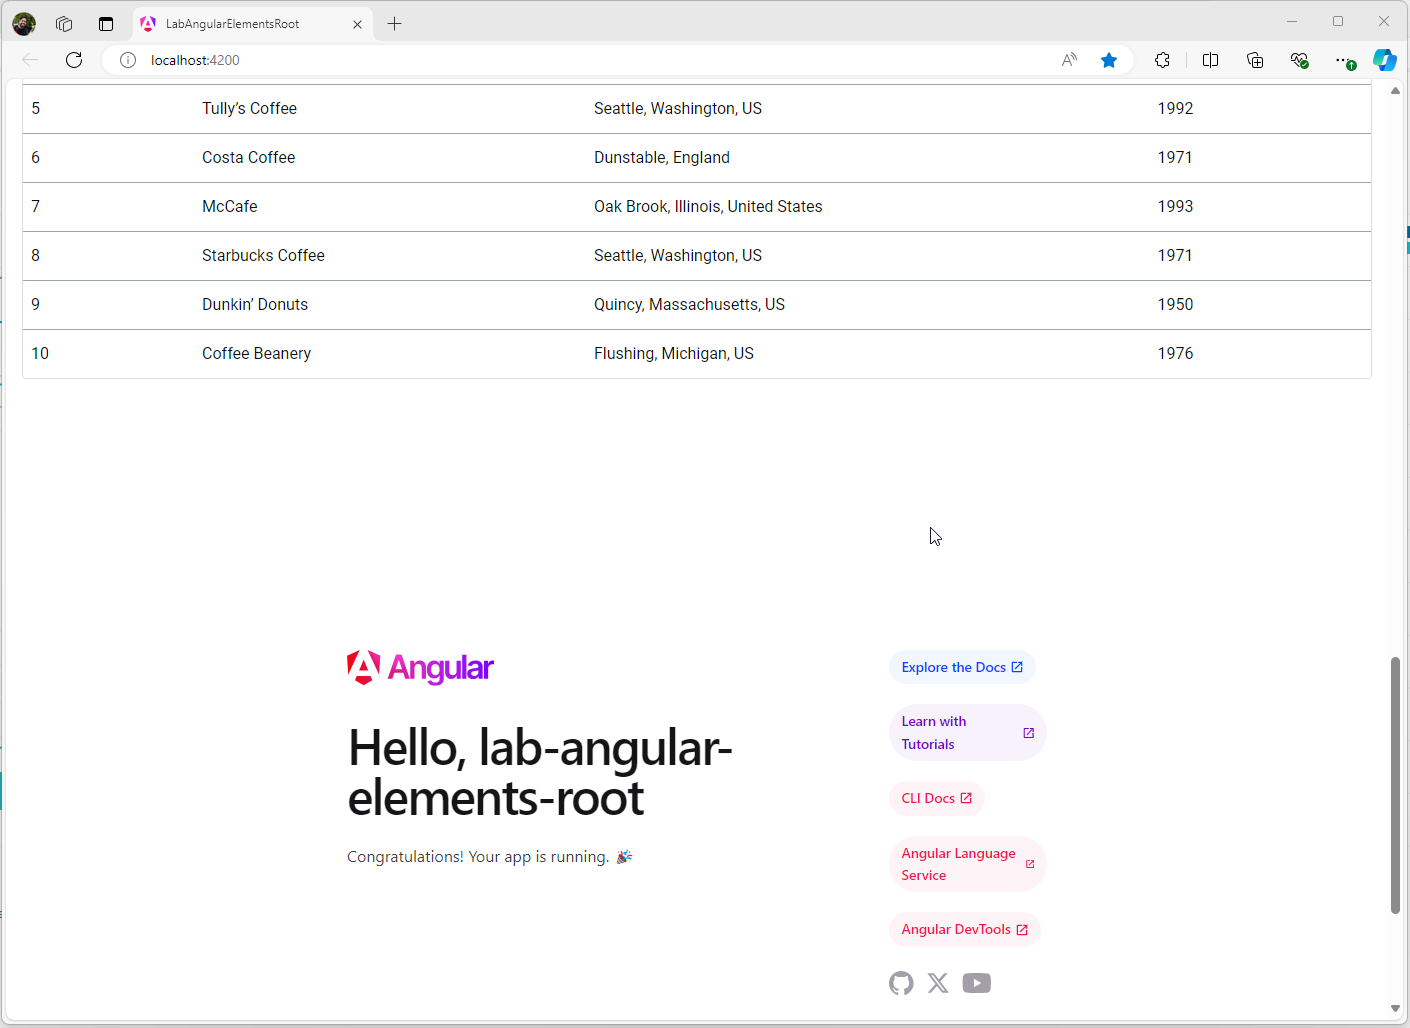 LabAngularElementsRoot
localhost:4200
5 Tully’s Coffee Seattle, Washington, US 1992
6 Costa Coffee Dunstable, England 1971
7 McCafe Oak Brook, Illinois, United States 1993
8 Starbucks Coffee Seattle, Washington, US 1971
9 Dunkin’ Donuts Quincy, Massachusetts, US 1950
10 Coffee Beanery Flushing, Michigan, US 1976
Angular
Hello, lab-angular-
elements-root
Congratulations! Your app is running. 🎉
Explore the Docs
Learn with
Tutorials
CLI Docs
Angular Language
Service
Angular DevTools